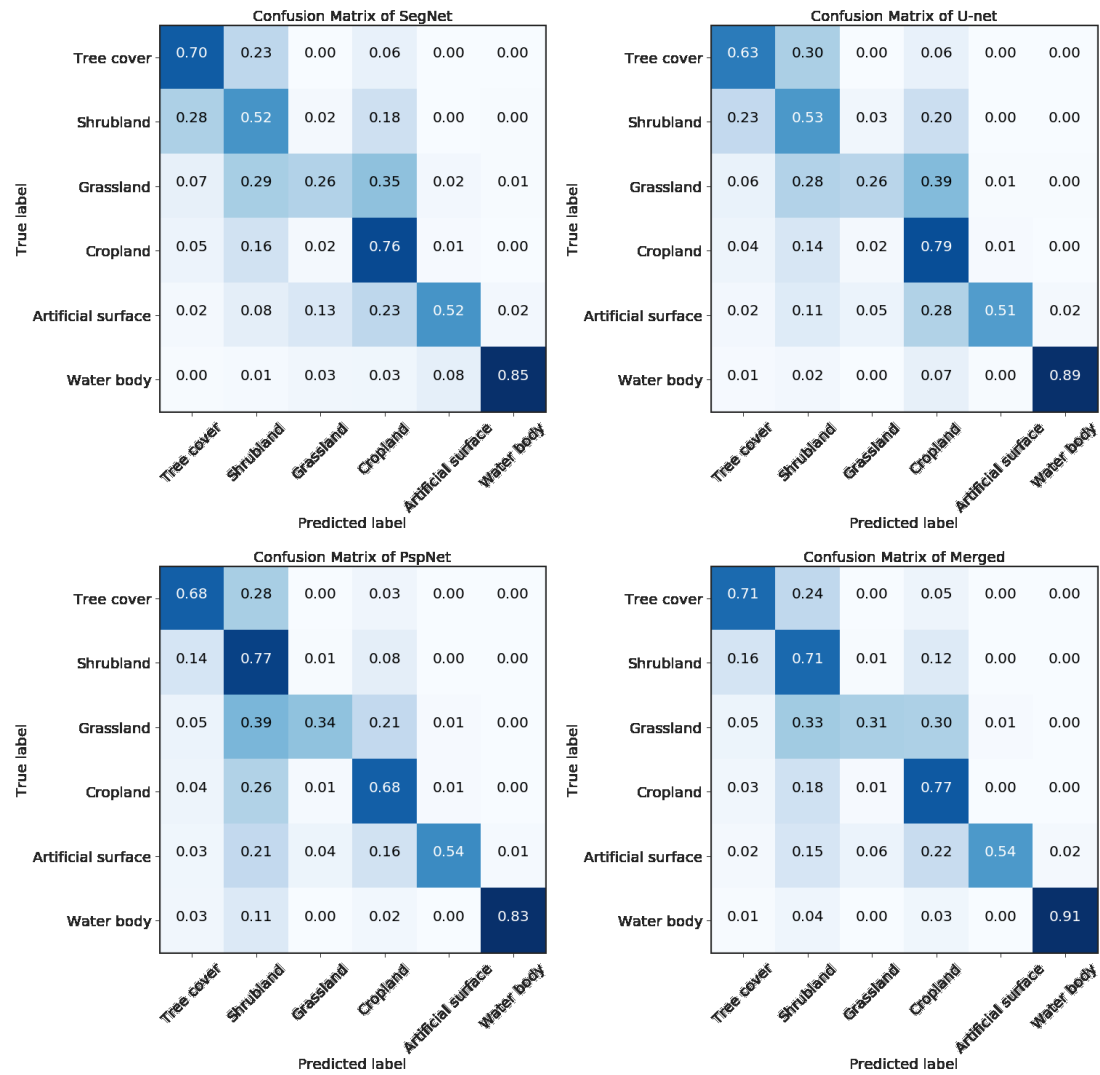 Confusion Matrix of SegNet
True label
Tree cover 0.70 0.23 0.00 0.06 0.00 0.00
Shrubland 0.28 0.52 0.02 0.18 0.00 0.00
Grassland 0.07 0.29 0.26 0.35 0.02 0.01
Cropland 0.05 0.16 0.02 0.76 0.01 0.00
Artificial surface 0.02 0.08 0.13 0.23 0.52 0.02
Water body 0.00 0.01 0.03 0.03 0.08 0.85
Tree cover Shrubland Grassland Cropland Artificial surface Water body
Predicted label
Confusion Matrix of U-net
True label
Tree cover 0.63 0.30 0.00 0.06 0.00 0.00
Shrubland 0.23 0.53 0.03 0.20 0.00 0.00
Grassland 0.06 0.28 0.26 0.39 0.01 0.00
Cropland 0.04 0.14 0.02 0.79 0.01 0.00
Artificial surface 0.02 0.11 0.05 0.28 0.51 0.02
Water body 0.01 0.02 0.00 0.07 0.00 0.89
Tree cover Shrubland Grassland Cropland Artificial surface Water body
Predicted label
Confusion Matrix of PspNet
True label
Tree cover 0.68 0.28 0.00 0.03 0.00 0.00
Shrubland 0.14 0.77 0.01 0.08 0.00 0.00
Grassland 0.05 0.39 0.34 0.21 0.01 0.00
Cropland 0.04 0.26 0.01 0.68 0.01 0.00
Artificial surface 0.03 0.21 0.04 0.16 0.54 0.01
Water body 0.03 0.11 0.00 0.02 0.00 0.83
Tree cover Shrubland Grassland Cropland Artificial surface Water body
Predicted label
Confusion Matrix of Merged
True label
Tree cover 0.71 0.24 0.00 0.05 0.00 0.00
Shrubland 0.16 0.71 0.01 0.12 0.00 0.00
Grassland 0.05 0.33 0.31 0.30 0.01 0.00
Cropland 0.03 0.18 0.01 0.77 0.00 0.00
Artificial surface 0.02 0.15 0.06 0.22 0.54 0.02
Water body 0.01 0.04 0.00 0.03 0.00 0.91
Tree cover Shrubland Grassland Cropland Artificial surface Water body
Predicted label